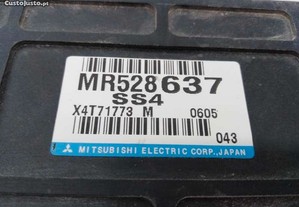 CustoJusto.pt
MR528637
SS4
X4T71773 M 0605
043
MITSUBISHI ELECTRIC CORP., JAPAN